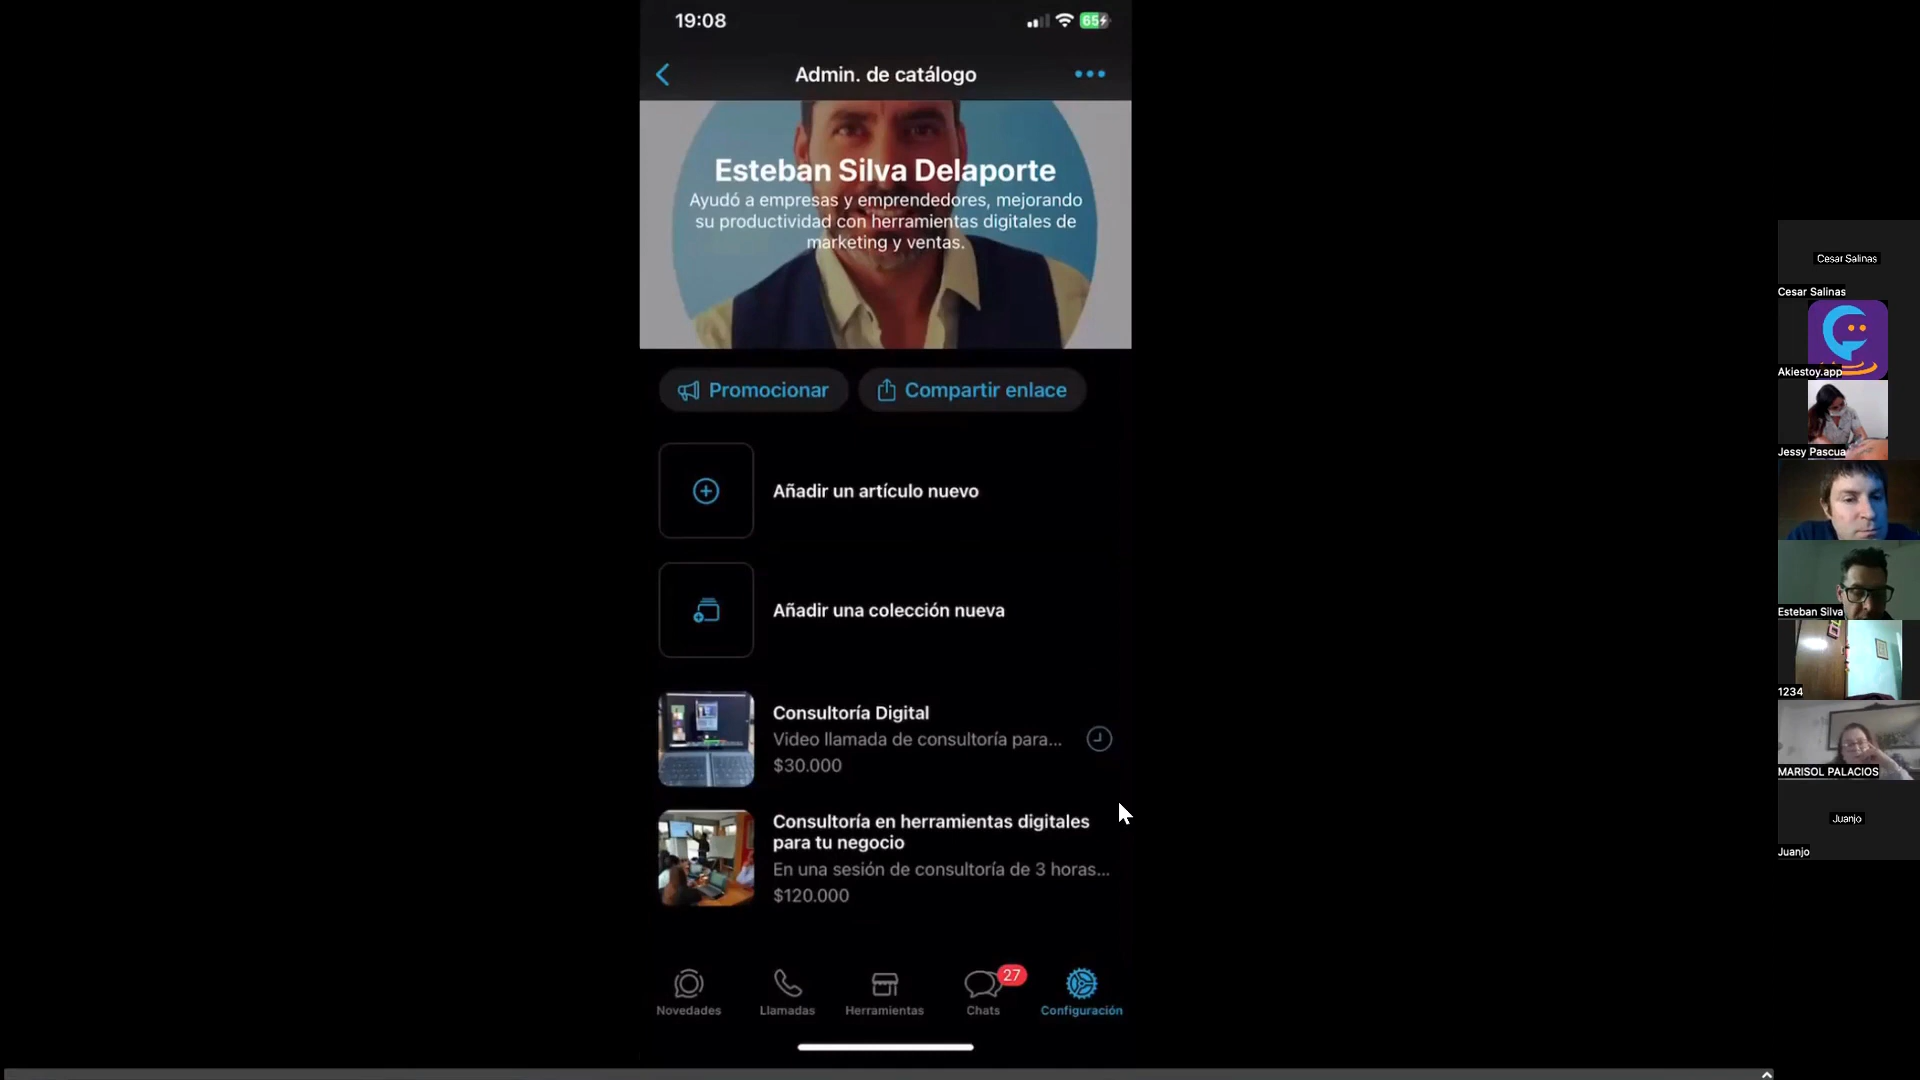 19:08
65
Admin. de catálogo
Esteban Silva Delaporte
Ayudó a empresas y emprendedores, mejorando
su productividad con herramientas digitales de
marketing y ventas.
Promocionar
Compartir enlace
Añadir un artículo nuevo
Añadir una colección nueva
Consultoría Digital
Video llamada de consultoría para...
$30.000
Consultoría en herramientas digitales
para tu negocio
En una sesión de consultoría de 3 horas...
$120.000
Novedades
Llamadas
Herramientas
27
Chats
Configuración
Cesar Salinas
Cesar Salinas
Akiestoy.app
Jessy Pascua
Esteban Silva
1234
MARISOL PALACIOS
Juanjo
Juanjo